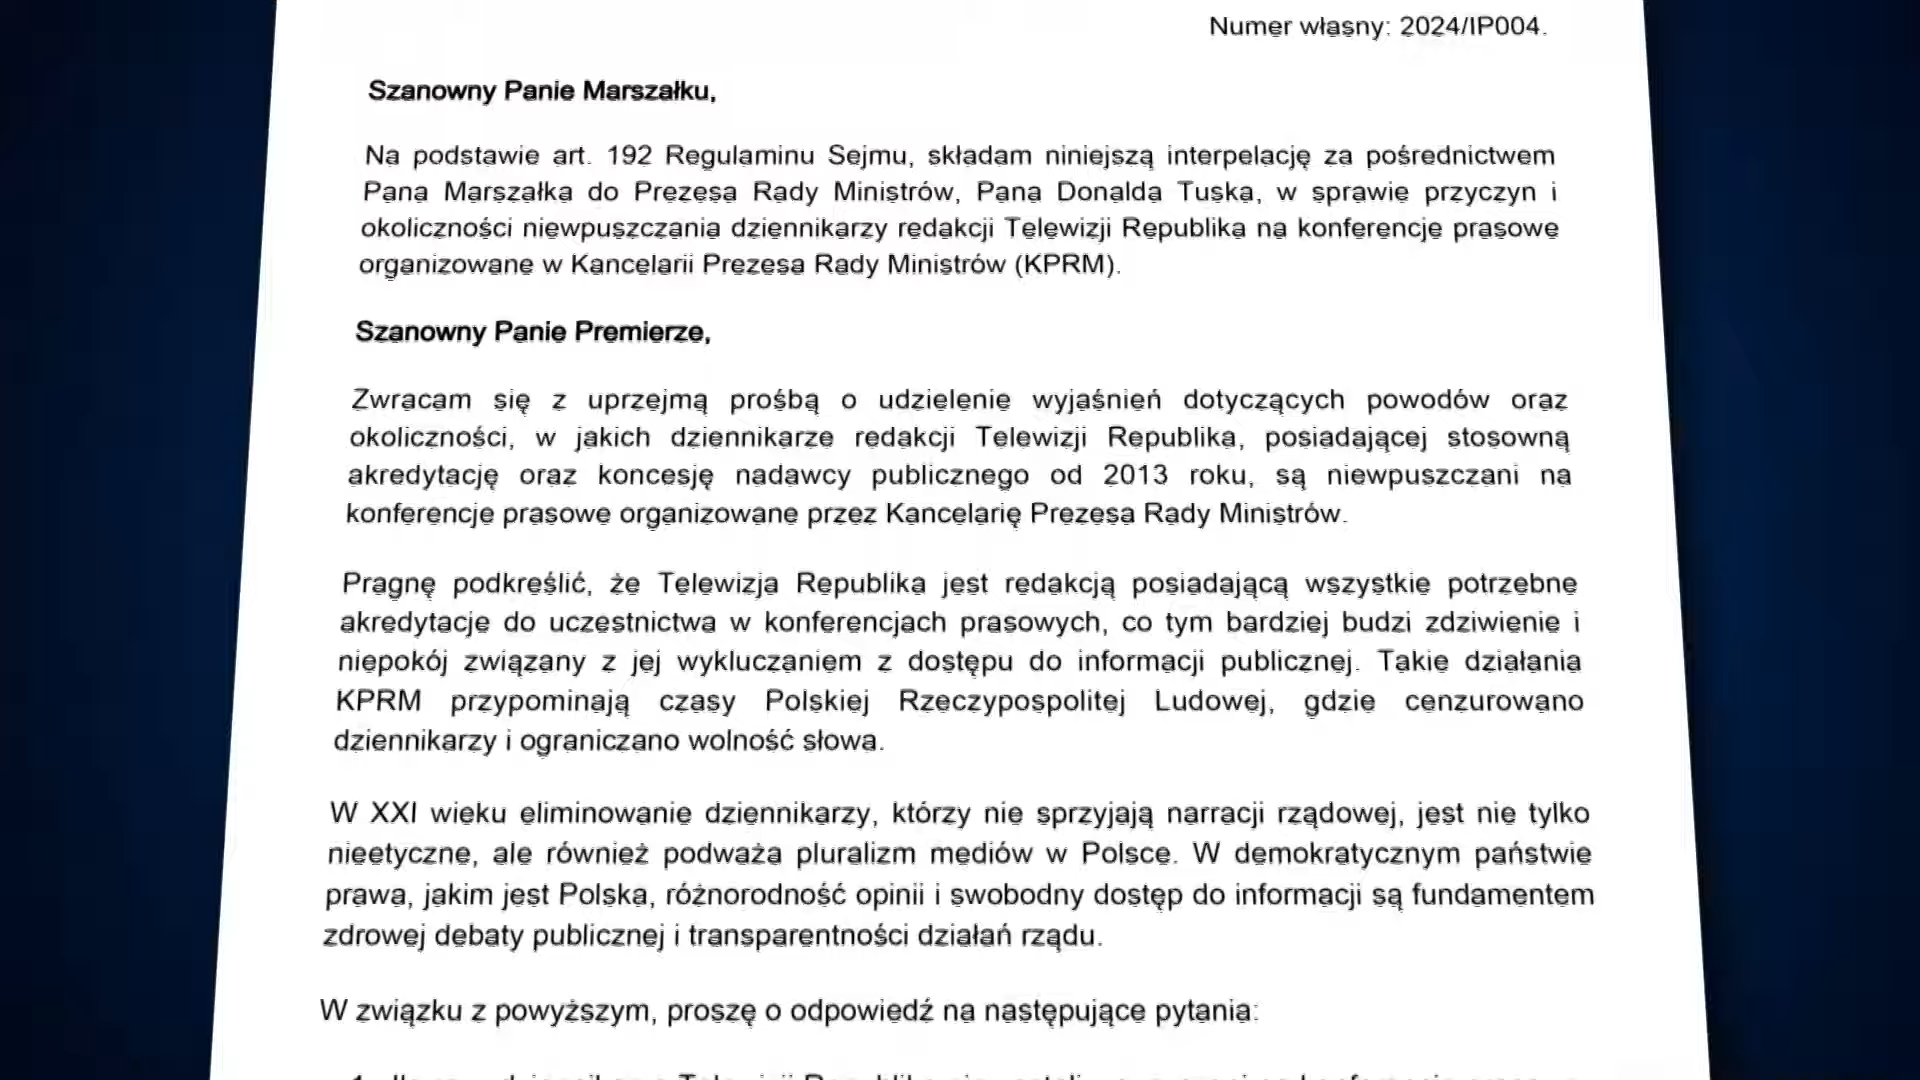 Numer własny: 2024/IP004.
Szanowny Panie Marszałku,
Na podstawie art. 192 Regulaminu Sejmu, składam niniejszą interpelację za pośrednictwem
Pana Marszałka do Prezesa Rady Ministrów, Pana Donalda Tuska, w sprawie przyczyn i
okoliczności niewpuszczania dziennikarzy redakcji Telewizji Republika na konferencje prasowe
organizowane w Kancelarii Prezesa Rady Ministrów (KPRM).
Szanowny Panie Premierze,
Zwracam się z uprzejmą prośbą o udzielenie wyjaśnień dotyczących powodów oraz
okoliczności, w jakich dziennikarze redakcji Telewizji Republika, posiadającej stosowną
akredytację oraz koncesję nadawcy publicznego od 2013 roku, są niewpuszczani na
konferencje prasowe organizowane przez Kancelarię Prezesa Rady Ministrów.
Pragnę podkreślić, że Telewizja Republika jest redakcją posiadającą wszystkie potrzebne
akredytacje do uczestnictwa w konferencjach prasowych, co tym bardziej budzi zdziwienie i
niepokój związany z jej wykluczaniem z dostępu do informacji publicznej. Takie działania
KPRM przypominają czasy Polskiej Rzeczypospolitej Ludowej, gdzie cenzurowano
dziennikarzy i ograniczano wolność słowa.
W XXI wieku eliminowanie dziennikarzy, którzy nie sprzyjają narracji rządowej, jest nie tylko
nieetyczne, ale również podważa pluralizm mediów w Polsce. W demokratycznym państwie
prawa, jakim jest Polska, różnorodność opinii i swobodny dostęp do informacji są fundamentem
zdrowej debaty publicznej i transparentności działań rządu.
W związku z powyższym, proszę o odpowiedź na następujące pytania: